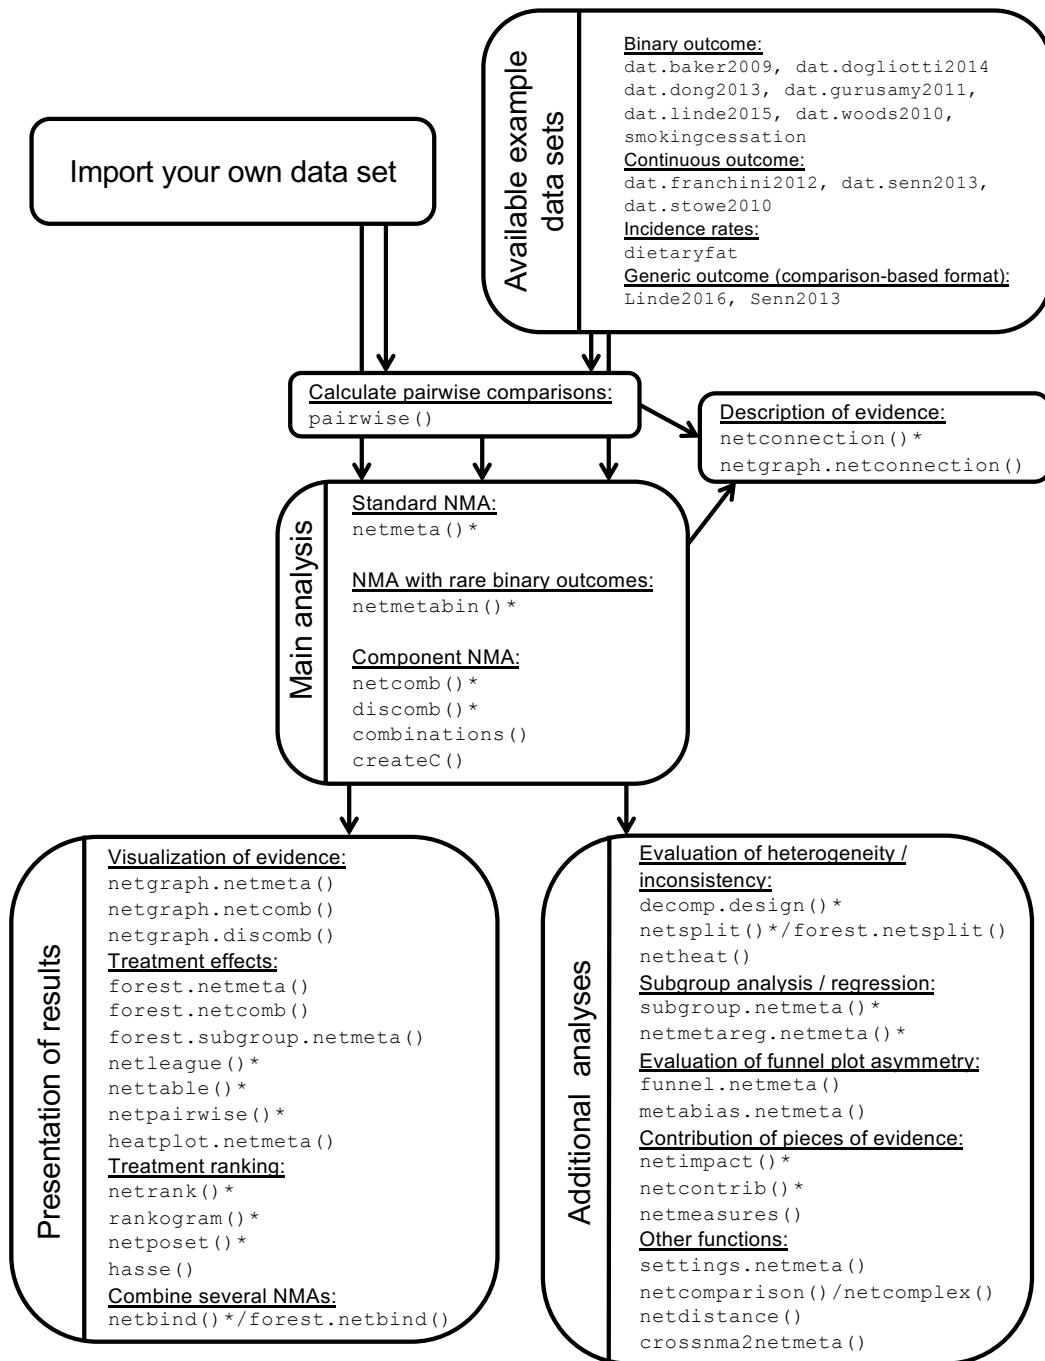 Import your own data set
Available example
data sets
Binary outcome:
dat.baker2009, dat.dogliotti2014
dat.dong2013, dat.gurusamy2011,
dat.linde2015, dat.woods2010,
smokingcessation
Continuous outcome:
dat.franchini2012, dat.senn2013,
dat.stowe2010
Incidence rates:
dietaryfat
Generic outcome (comparison-based format):
Linde2016, Senn2013
Calculate pairwise comparisons:
pairwise()
Description of evidence:
netconnection()*
netgraph.netconnection()
Main analysis
Standard NMA:
netmeta()*
NMA with rare binary outcomes:
netmetabin()*
Component NMA:
netcomb()*
discomb()*
combinations()
createC()
Presentation of results
Visualization of evidence:
netgraph.netmeta()
netgraph.netcomb()
netgraph.discomb()
Treatment effects:
forest.netmeta()
forest.netcomb()
forest.subgroup.netmeta()
netleague()*
nettable()*
netpairwise()*
heatplot.netmeta()
Treatment ranking:
netrank()*
rankogram()*
netposet()*
hasse()
Combine several NMAs:
netbind()*/forest.netbind()
Additional analyses
Evaluation of heterogeneity /
inconsistency:
decomp.design()*
netsplit()*/forest.netsplit()
netheat()
Subgroup analysis / regression:
subgroup.netmeta()*
netmetareg.netmeta()*
Evaluation of funnel plot asymmetry:
funnel.netmeta()
metabias.netmeta()
Contribution of pieces of evidence:
netimpact()*
netcontrib()*
netmeasures()
Other functions:
settings.netmeta()
netcomparison()/netcomplex()
netdistance()
crossnma2netmeta()